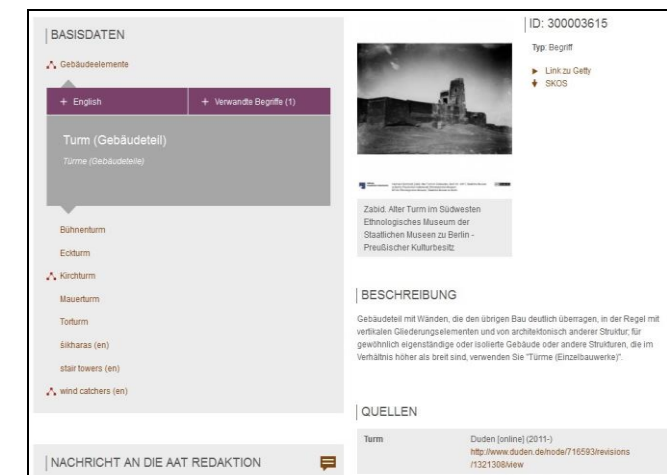 BASISDATEN
Gebäudeelemente
+ English
+ Verwandte Begriffe (1)
Turm (Gebäudeteil)
Türme (Gebäudeteile)
Bühnenturm
Eckturm
Kirchturm
Mauerturm
Torturm
śikharas (en)
stair towers (en)
wind catchers (en)
NACHRICHT AN DIE AAT REDAKTION
Zabid. Alter Turm im Südwesten
Ethnologisches Museum der
Staatlichen Museen zu Berlin -
Preußischer Kulturbesitz
ID: 300003615
Typ: Begriff
Link zu Getty
SKOS
BESCHREIBUNG
Gebäudeteil mit Wänden, die den übrigen Bau deutlich überragen, in der Regel mit
vertikalen Gliederungselementen und von architektonisch anderer Struktur; für
gewöhnlich eigenständige oder isolierte Gebäude oder andere Strukturen, die im
Verhältnis höher als breit sind, verwenden Sie "Türme (Einzelbauwerke)".
QUELLEN
Turm
Duden [online] (2011-)
http://www.duden.de/node/716593/revisions
/1321308/view